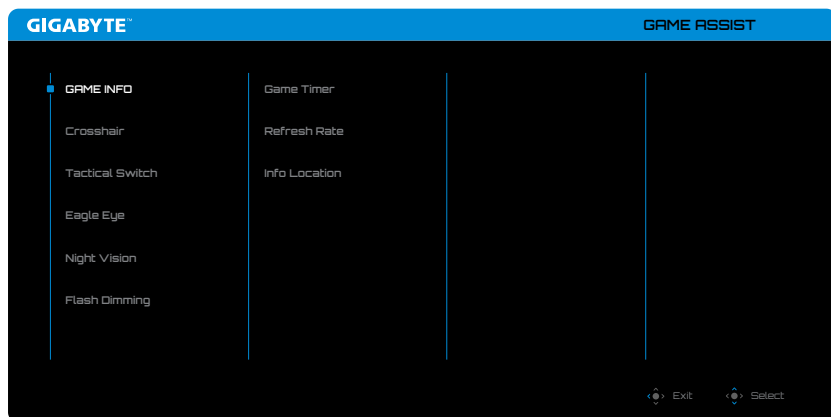 GIGABYTE™
GAME ASSIST
GAME INFO
Crosshair
Tactical Switch
Eagle Eye
Night Vision
Flash Dimming
Game Timer
Refresh Rate
Info Location
Exit
Select